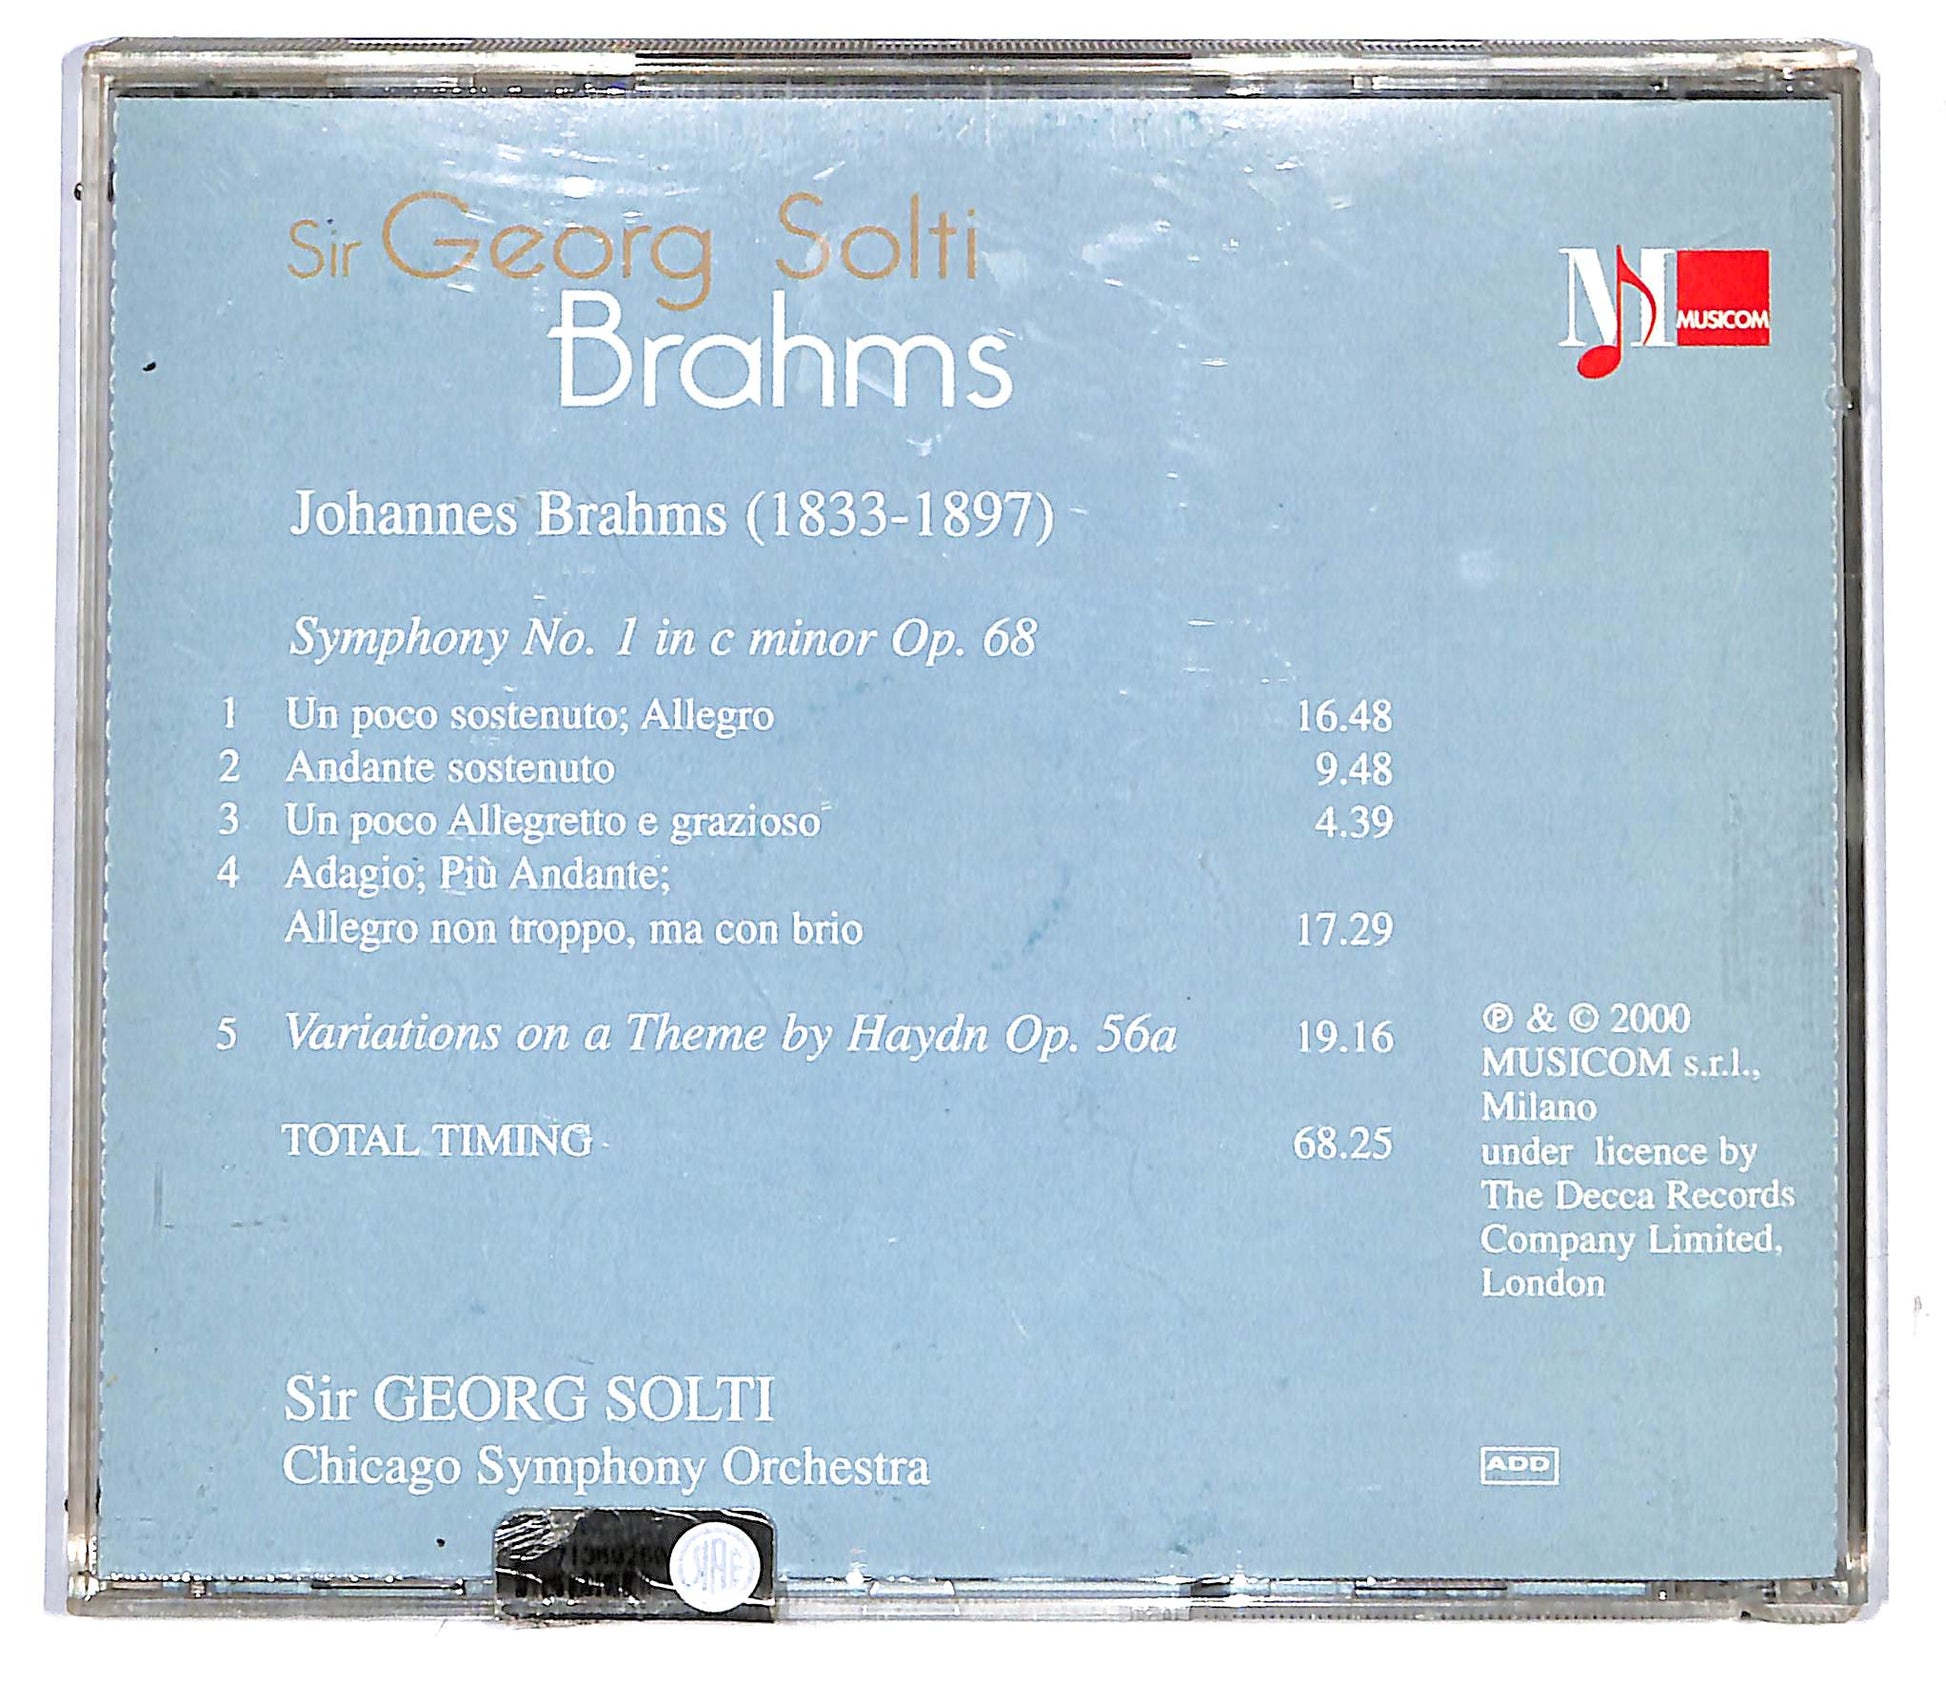 Sir Georg Solti
Brahms
M MUSICOM
Johannes Brahms (1833-1897)
Symphony No. 1 in c minor Op. 68
1 Un poco sostenuto; Allegro 16.48
2 Andante sostenuto 9.48
3 Un poco Allegretto e grazioso 4.39
4 Adagio; Più Andante;
Allegro non troppo, ma con brio 17.29
5 Variations on a Theme by Haydn Op. 56a 19.16
TOTAL TIMING 68.25
℗ & © 2000
MUSICOM s.r.l.,
Milano
under licence by
The Decca Records
Company Limited,
London
Sir GEORG SOLTI
Chicago Symphony Orchestra
ADD
SIAE